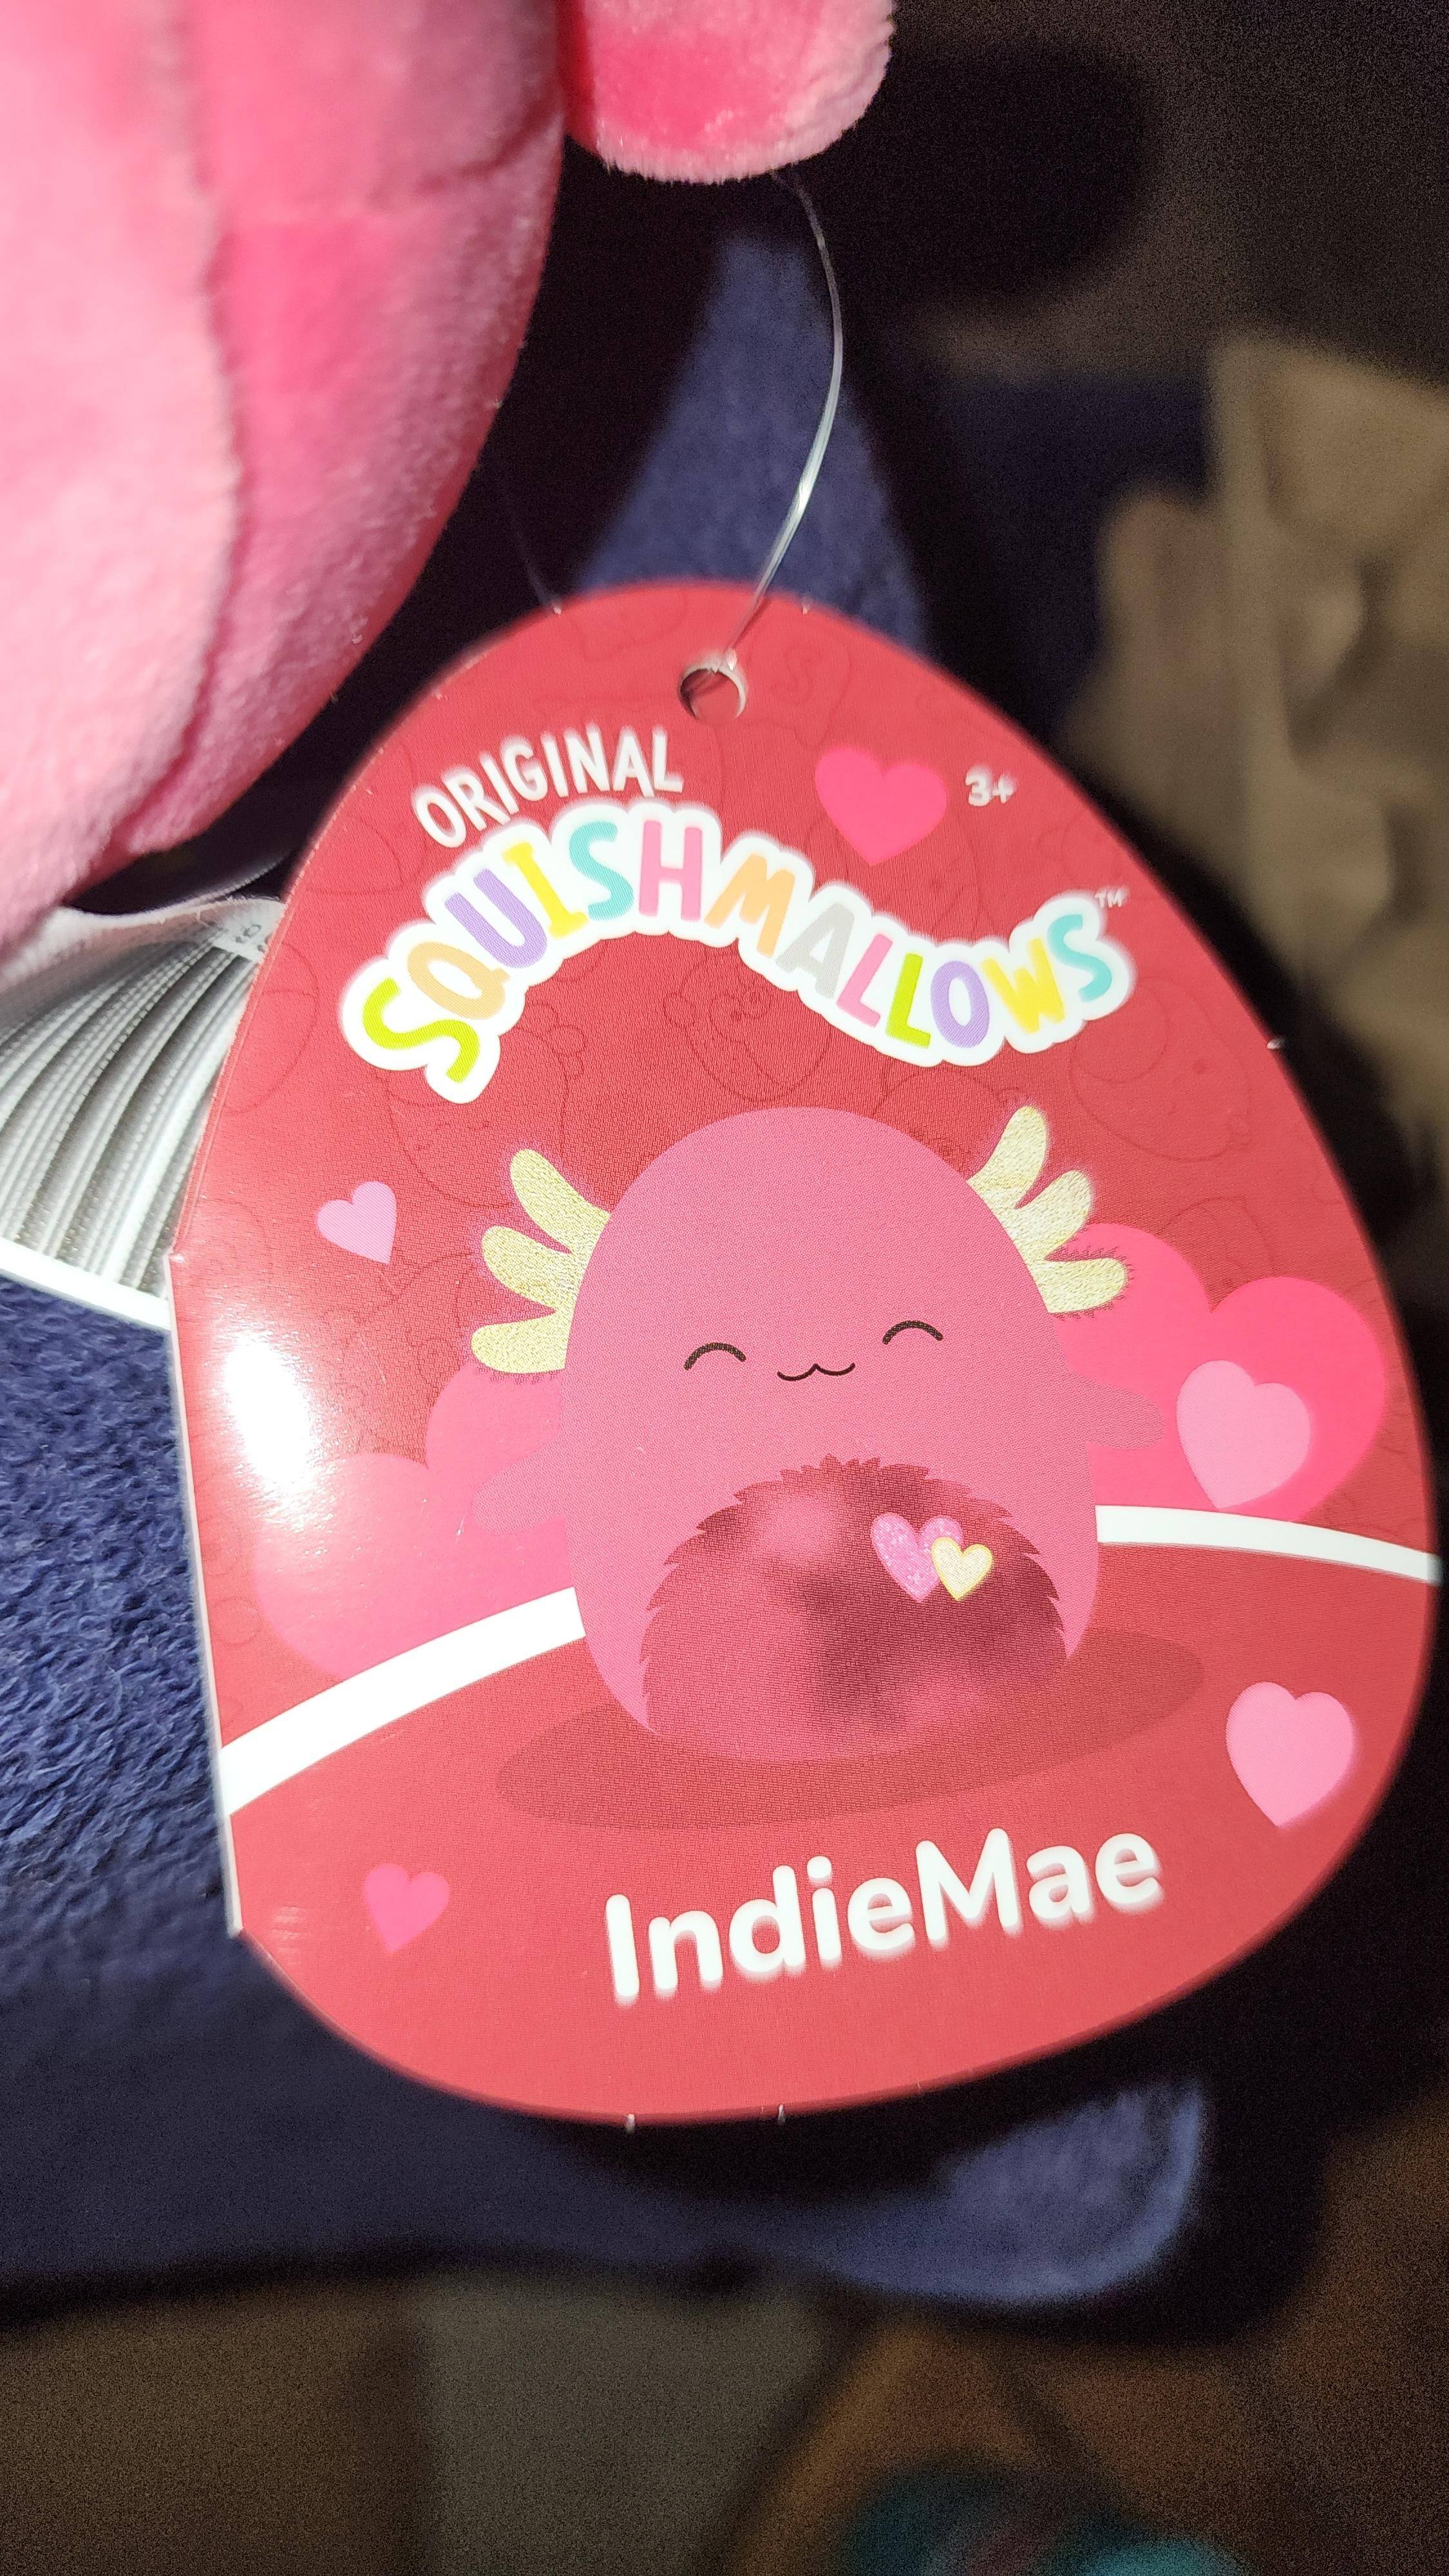 ORIGINAL
3+
SQUISHMALLOWS™
IndieMae